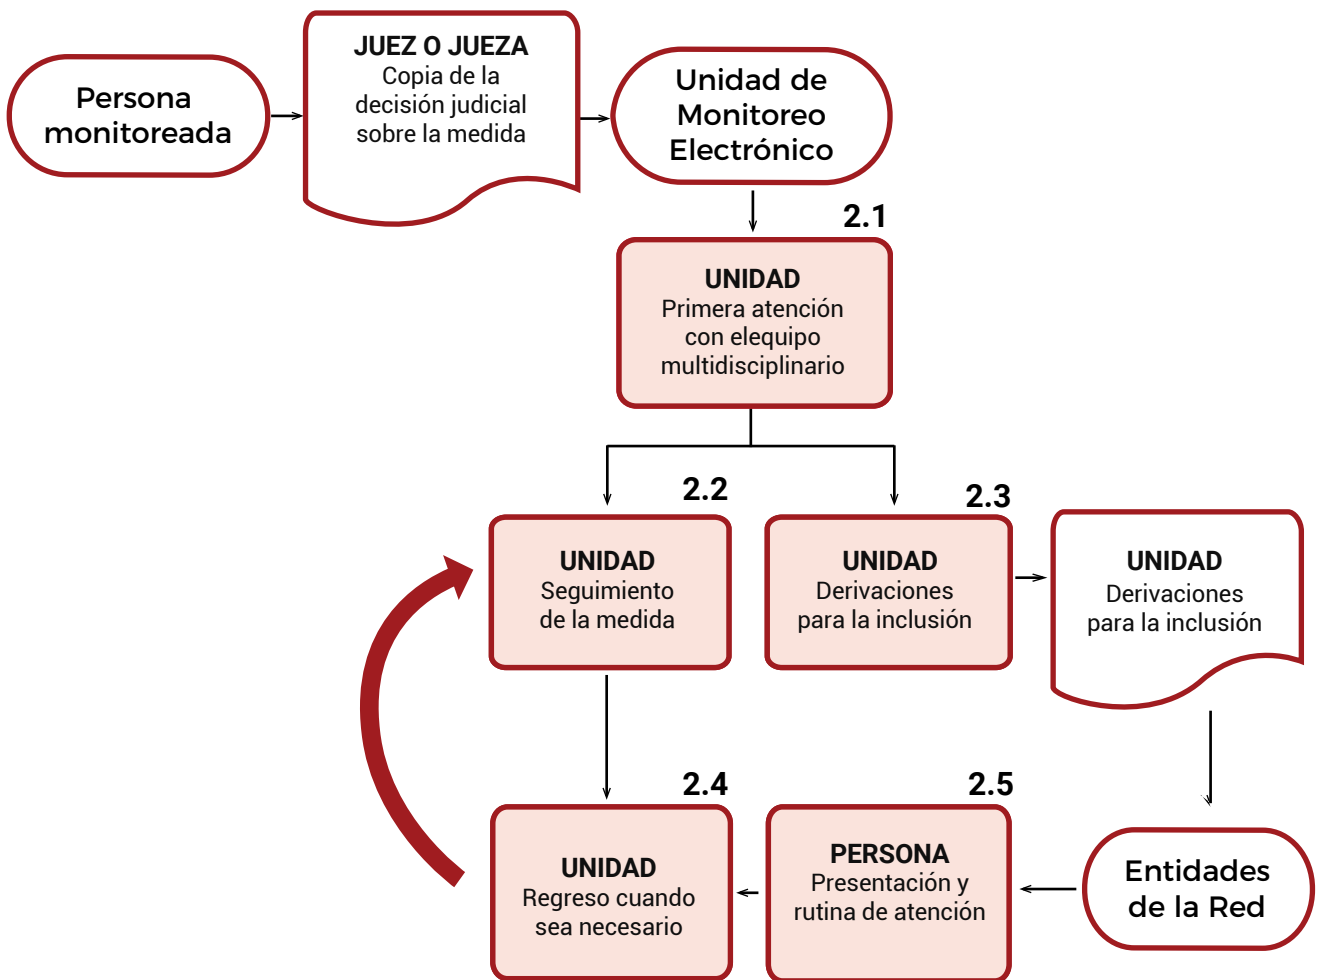 Persona
monitoreada
JUEZ O JUEZA
Copia de la
decisión judicial
sobre la medida
Unidad de
Monitoreo
Electrónico
2.1
UNIDAD
Primera atención
con elequipo
multidisciplinario
2.2
UNIDAD
Seguimiento
de la medida
2.3
UNIDAD
Derivaciones
para la inclusión
UNIDAD
Derivaciones
para la inclusión
2.4
UNIDAD
Regreso cuando
sea necesario
2.5
PERSONA
Presentación y
rutina de atención
Entidades
de la Red